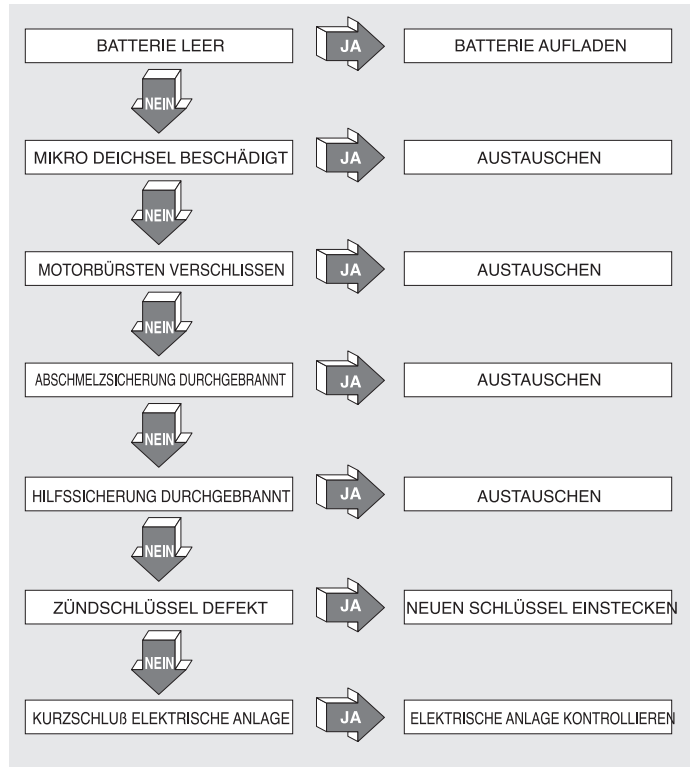 BATTERIE LEER
JA
BATTERIE AUFLADEN
NEIN
MIKRO DEICHSEL BESCHÄDIGT
JA
AUSTAUSCHEN
NEIN
MOTORBÜRSTEN VERSCHLISSEN
JA
AUSTAUSCHEN
NEIN
ABSCHMELZSICHERUNG DURCHGEBRANNT
JA
AUSTAUSCHEN
NEIN
HILFSSICHERUNG DURCHGEBRANNT
JA
AUSTAUSCHEN
NEIN
ZÜNDSCHLÜSSEL DEFEKT
JA
NEUEN SCHLÜSSEL EINSTECKEN
NEIN
KURZSCHLUß ELEKTRISCHE ANLAGE
JA
ELEKTRISCHE ANLAGE KONTROLLIEREN